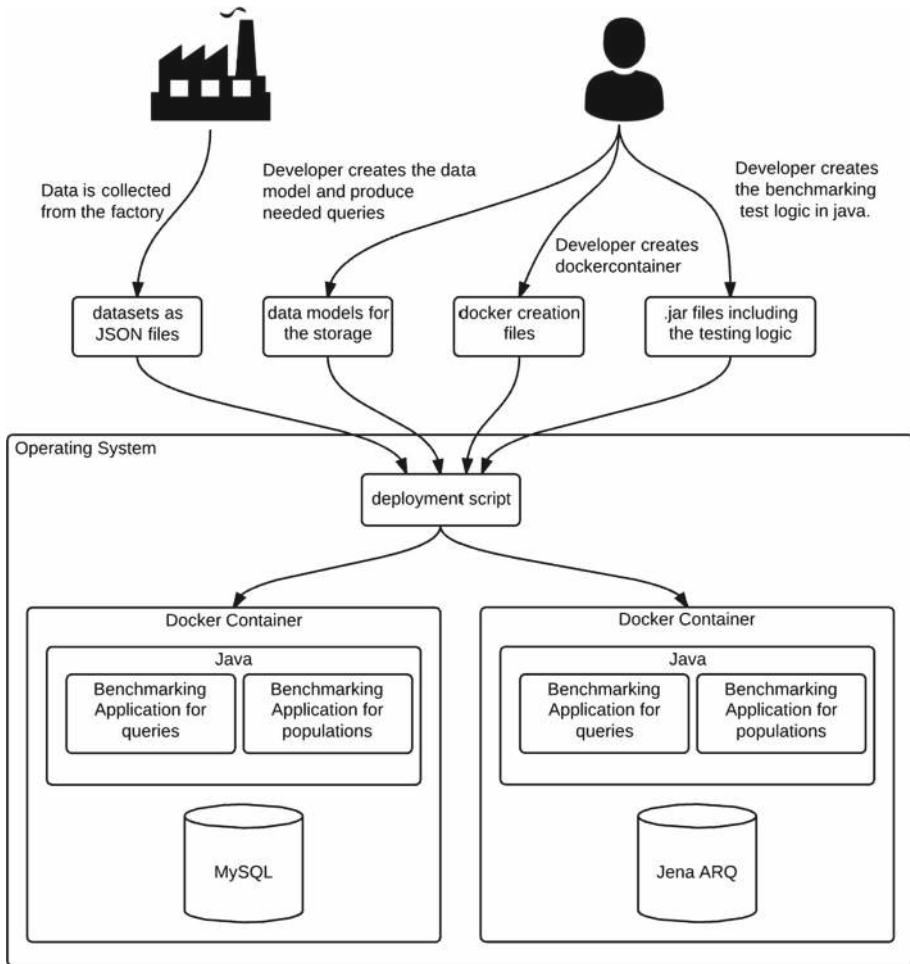 Data is collected
from the factory
Developer creates the data
model and produce
needed queries
Developer creates
dockercontainer
Developer creates
the benchmarking
test logic in java.
datasets as
JSON files
data models for
the storage
docker creation
files
.jar files including
the testing logic
Operating System
deployment script
Docker Container
Java
Benchmarking
Application for
queries
Benchmarking
Application for
populations
MySQL
Docker Container
Java
Benchmarking
Application for
queries
Benchmarking
Application for
populations
Jena ARQ